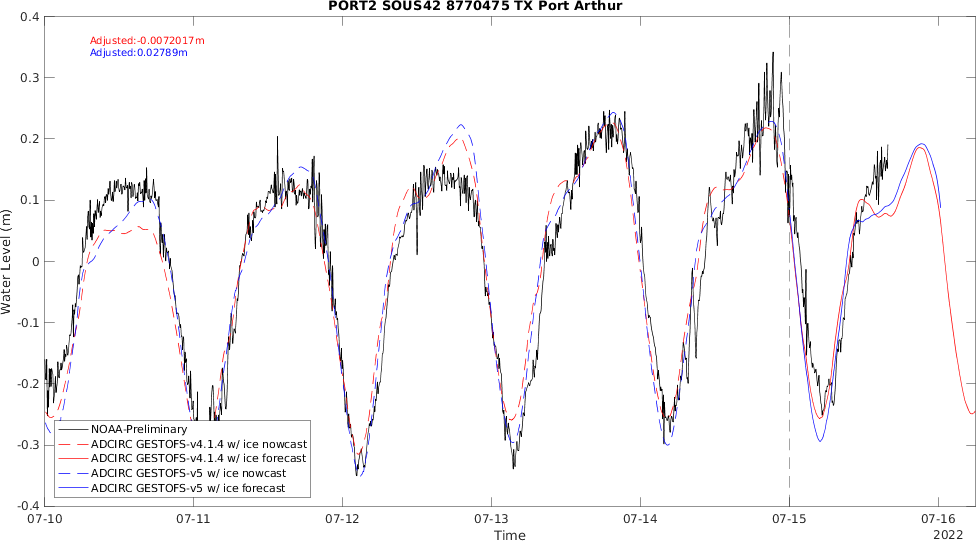 PORT2 SOUS42 8770475 TX Port Arthur
0.4
Adjusted:-0.0072017m
Adjusted:0.02789m
0.3
0.2
0.1
0
-0.1
-0.2
-0.3
-0.4
Water Level (m)
NOAA-Preliminary
ADCIRC GESTOFS-v4.1.4 w/ ice nowcast
ADCIRC GESTOFS-v4.1.4 w/ ice forecast
ADCIRC GESTOFS-v5 w/ ice nowcast
ADCIRC GESTOFS-v5 w/ ice forecast
07-10 07-11 07-12 07-13 07-14 07-15 07-16
Time
2022